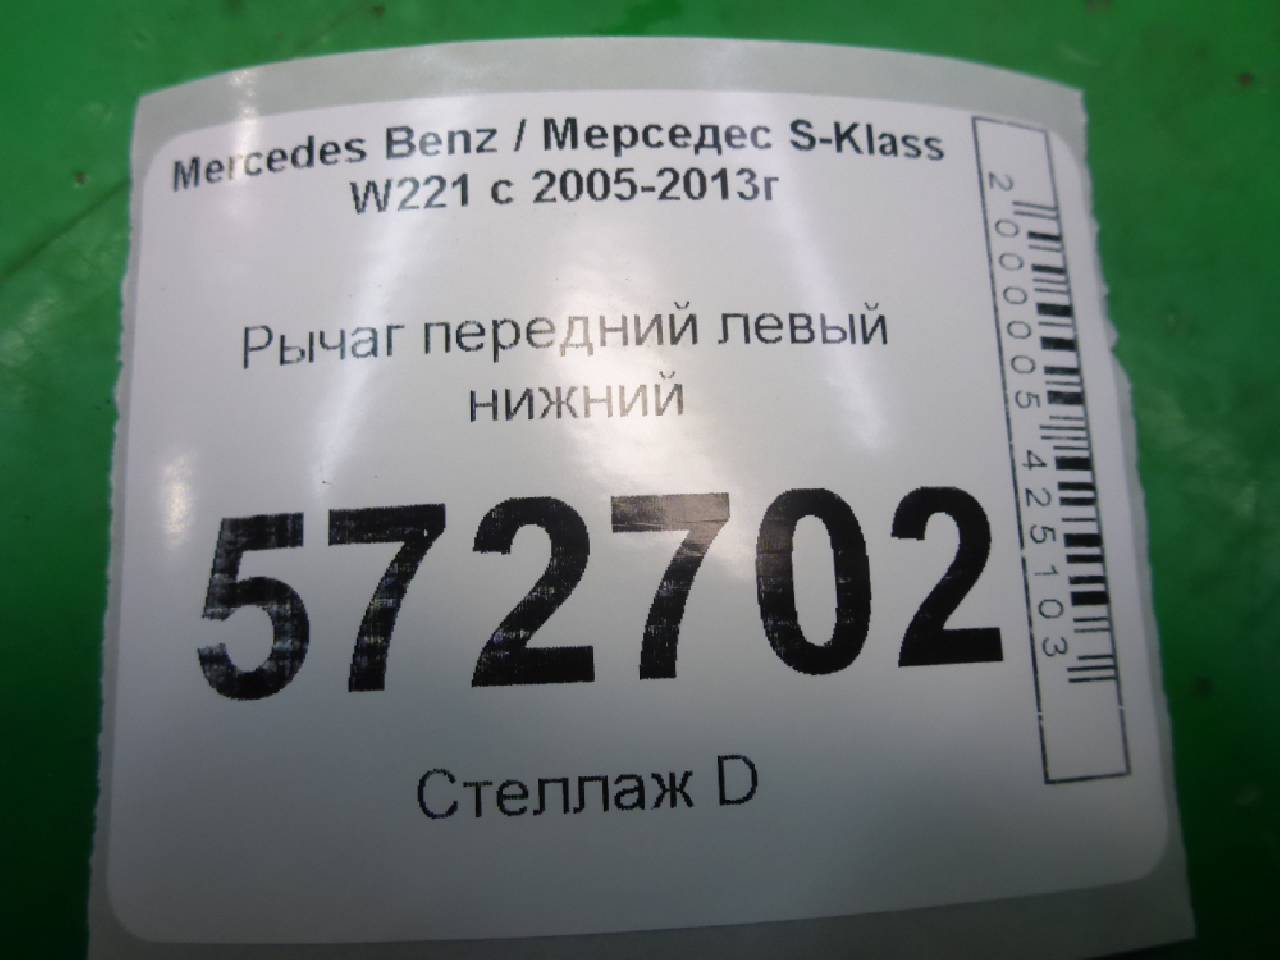 Mercedes Benz / Мерседес S-Klass
W221 с 2005-2013г
Рычаг передний левый
нижний
572702
Стеллаж D
2000005425103